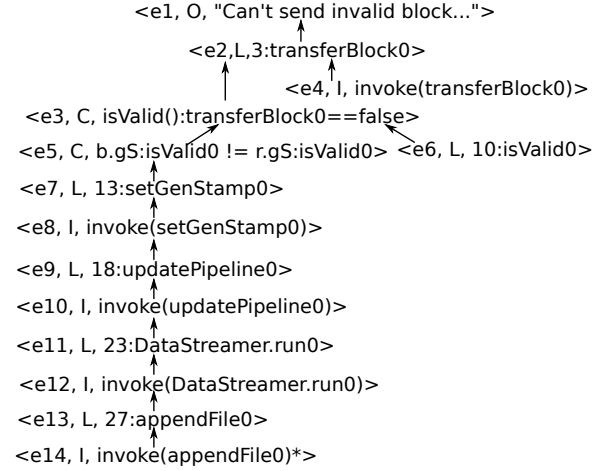 <e1, O, "Can't send invalid block...">
<e2,L,3:transferBlock0>
<e4, I, invoke(transferBlock0)>
<e3, C, isValid():transferBlock0==false>
<e5, C, b.gS:isValid0 != r.gS:isValid0> <e6, L, 10:isValid0>
<e7, L, 13:setGenStamp0>
<e8, I, invoke(setGenStamp0)>
<e9, L, 18:updatePipeline0>
<e10, I, invoke(updatePipeline0)>
<e11, L, 23:DataStreamer.run0>
<e12, I, invoke(DataStreamer.run0)>
<e13, L, 27:appendFile0>
<e14, I, invoke(appendFile0)*>